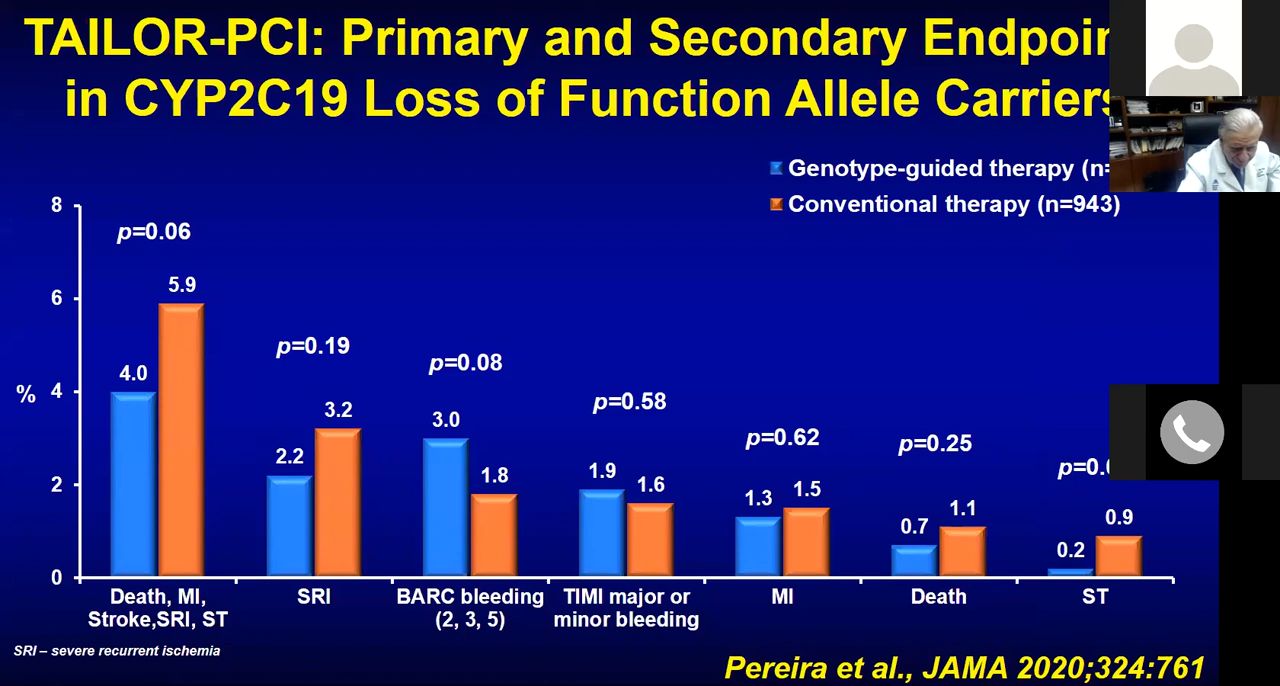 TAILOR-PCI: Primary and Secondary
in CYP2C19 Loss of Function Allele Carriers
Genotype-guided therapy (n=
Conventional therapy (n=943)
8
6
4
2
0
%
p=0.06
4.0
5.9
p=0.19
2.2
3.2
p=0.08
3.0
1.8
p=0.58
1.9
1.6
p=0.62
1.3
1.5
p=0.25
0.7
1.1
0.2
0.9
Death, MI,
Stroke,SRI, ST
SRI
BARC bleeding
(2, 3, 5)
TIMI major or
minor bleeding
MI
Death
ST
SRI – severe recurrent ischemia
Pereira et al., JAMA 2020;324:761